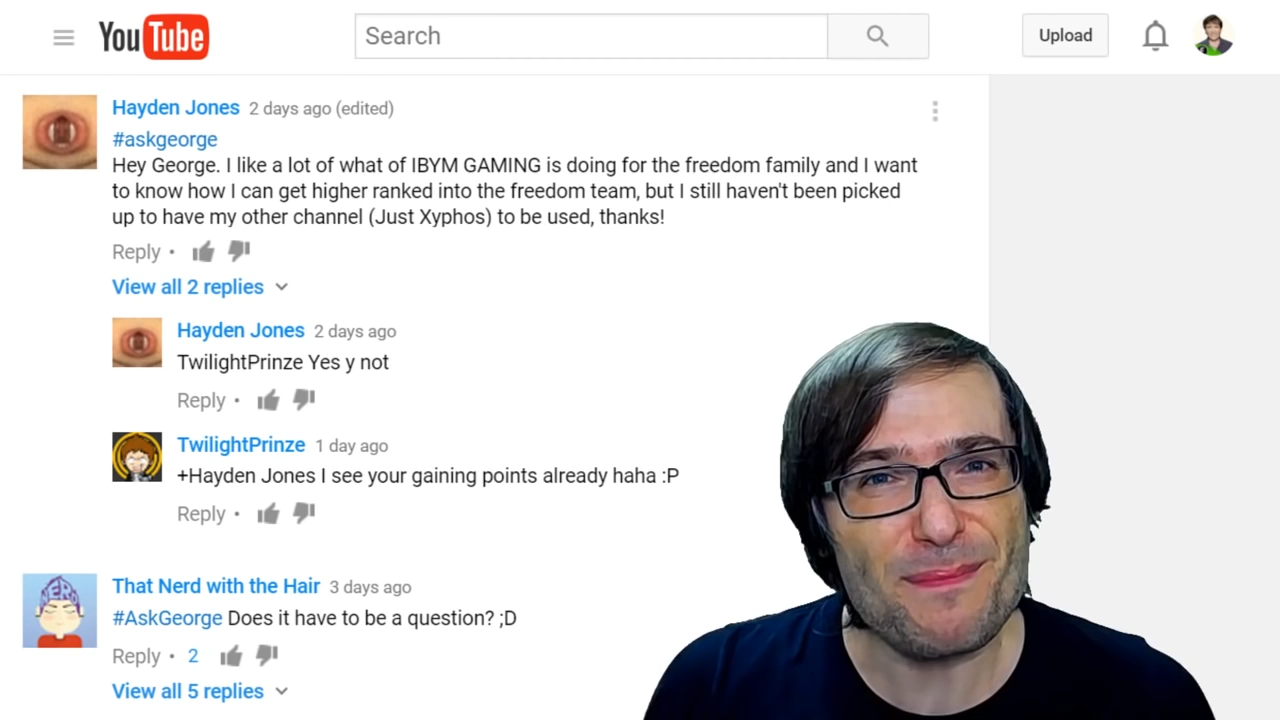 YouTube
Search
Upload
Hayden Jones 2 days ago (edited)
#askgeorge
Hey George. I like a lot of what of IBYM GAMING is doing for the freedom family and I want
to know how I can get higher ranked into the freedom team, but I still haven't been picked
up to have my other channel (Just Xyphos) to be used, thanks!
Reply •
View all 2 replies
Hayden Jones 2 days ago
TwilightPrinze Yes y not
Reply •
TwilightPrinze 1 day ago
+Hayden Jones I see your gaining points already haha :P
Reply •
NERD
That Nerd with the Hair 3 days ago
#AskGeorge Does it have to be a question? ;D
Reply • 2
View all 5 replies